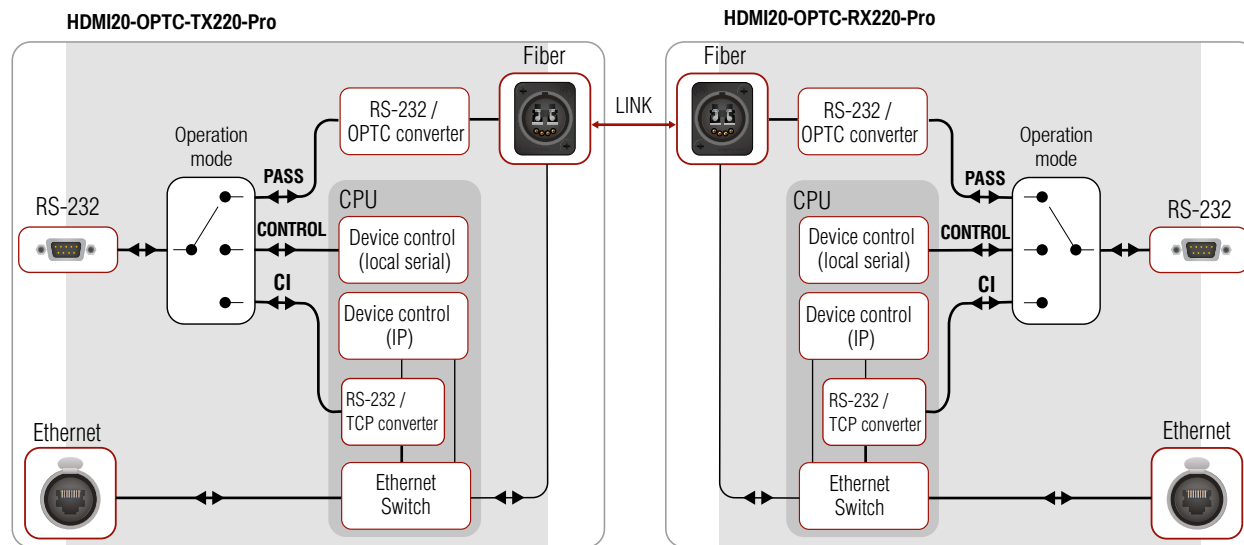 HDMI20-OPTC-TX220-Pro
HDMI20-OPTC-RX220-Pro
Fiber
Fiber
LINK
RS-232 /
OPTC converter
RS-232 /
OPTC converter
Operation
mode
Operation
mode
PASS
PASS
CPU
CPU
RS-232
RS-232
CONTROL
CONTROL
Device control
(local serial)
Device control
(local serial)
CI
CI
Device control
(IP)
Device control
(IP)
RS-232 /
TCP converter
RS-232 /
TCP converter
Ethernet
Ethernet
Ethernet
Switch
Ethernet
Switch